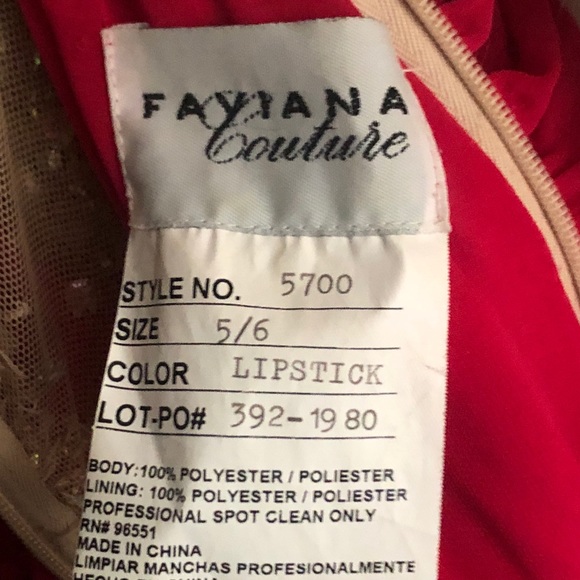 FAVIANA
Couture
STYLE NO. 5700
SIZE 5/6
COLOR LIPSTICK
LOT-PO# 392-1980
BODY:100% POLYESTER / POLIESTER
LINING: 100% POLYESTER / POLIESTER
PROFESSIONAL SPOT CLEAN ONLY
RN# 96551
MADE IN CHINA
LIMPIAR MANCHAS PROFESIONALMENTE